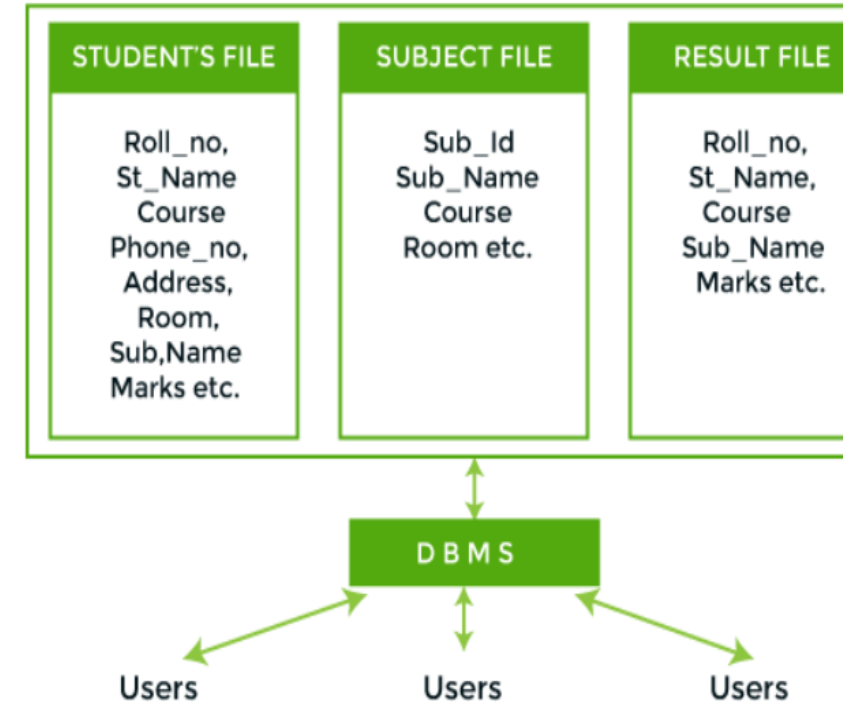 STUDENT'S FILE
Roll_no,
St_Name
Course
Phone_no,
Address,
Room,
Sub,Name
Marks etc.
SUBJECT FILE
Sub_Id
Sub_Name
Course
Room etc.
RESULT FILE
Roll_no,
St_Name,
Course
Sub_Name
Marks etc.
D B M S
Users
Users
Users